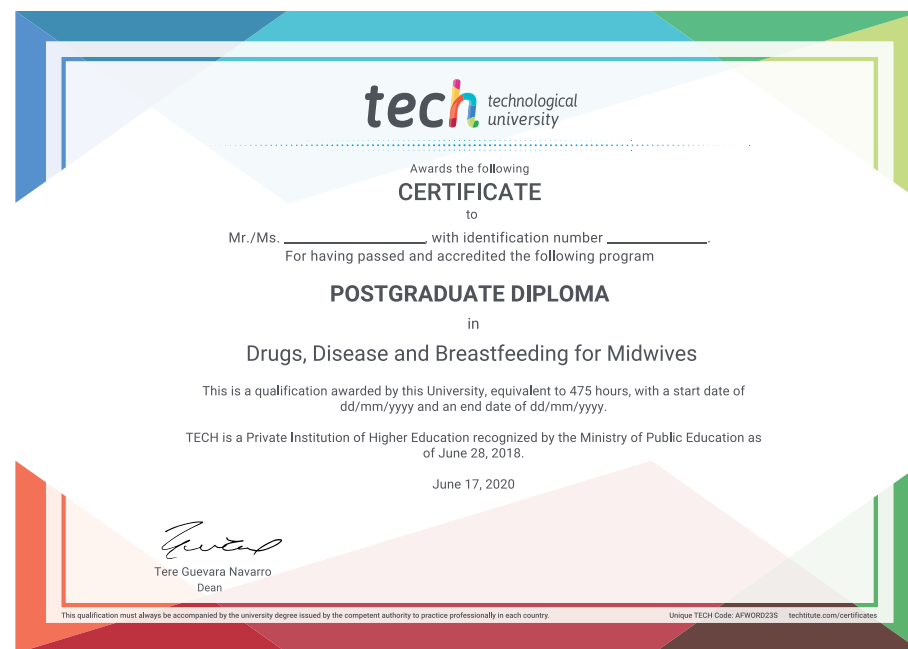 tech technological
university
Awards the following
CERTIFICATE
to
Mr./Ms. ____________, with identification number ____________.
For having passed and accredited the following program
POSTGRADUATE DIPLOMA
in
Drugs, Disease and Breastfeeding for Midwives
This is a qualification awarded by this University, equivalent to 475 hours, with a start date of
dd/mm/yyyy and an end date of dd/mm/yyyy.
TECH is a Private Institution of Higher Education recognized by the Ministry of Public Education as
of June 28, 2018.
June 17, 2020
Tere Guevara Navarro
Dean
This qualification must always be accompanied by the university degree issued by the competent authority to practice professionally in each country. Unique TECH Code: AFWORD23S techtitute.com/certificates